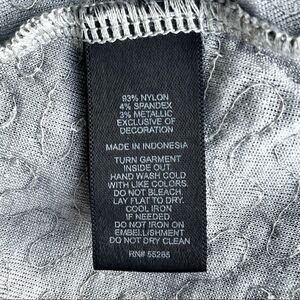 93% NYLON
4% SPANDEX
3% METALLIC
EXCLUSIVE OF
DECORATION
MADE IN INDONESIA
TURN GARMENT
INSIDE OUT.
HAND WASH COLD
WITH LIKE COLORS.
DO NOT BLEACH.
LAY FLAT TO DRY.
COOL IRON
IF NEEDED.
DO NOT IRON ON
EMBELLISHMENT
DO NOT DRY CLEAN
RN# 55285